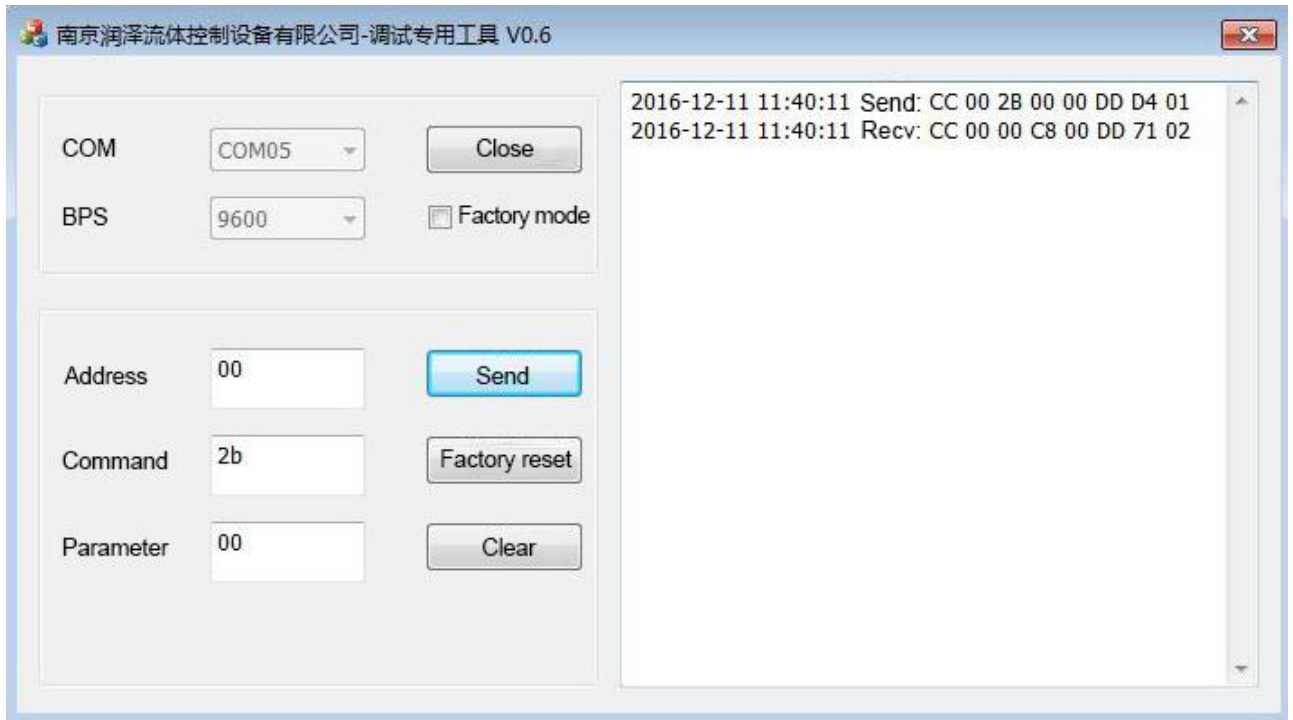 南京润泽流体控制设备有限公司-调试专用工具 V0.6
COM
COM05
Close
BPS
9600
Factory mode
Address
00
Send
Command
2b
Factory reset
Parameter
00
Clear
2016-12-11 11:40:11 Send: CC 00 2B 00 00 DD D4 01
2016-12-11 11:40:11 Recv: CC 00 00 C8 00 DD 71 02